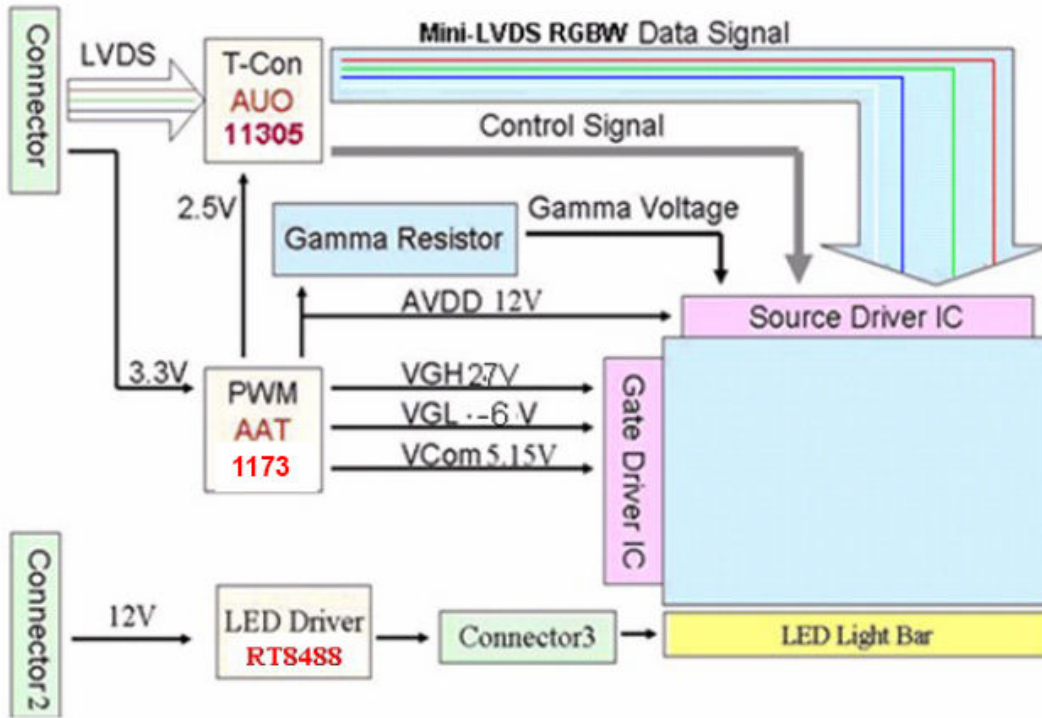 Connector
LVDS
T-Con
AUO
11305
Mini-LVDS RGBW Data Signal
Control Signal
2.5V
Gamma Resistor
Gamma Voltage
AVDD 12V
Source Driver IC
3.3V
PWM
AAT
1173
VGH 27V
VGL -6 V
VCom 5.15V
Gate Driver IC
Connector2
12V
LED Driver
RT8488
Connector3
LED Light Bar